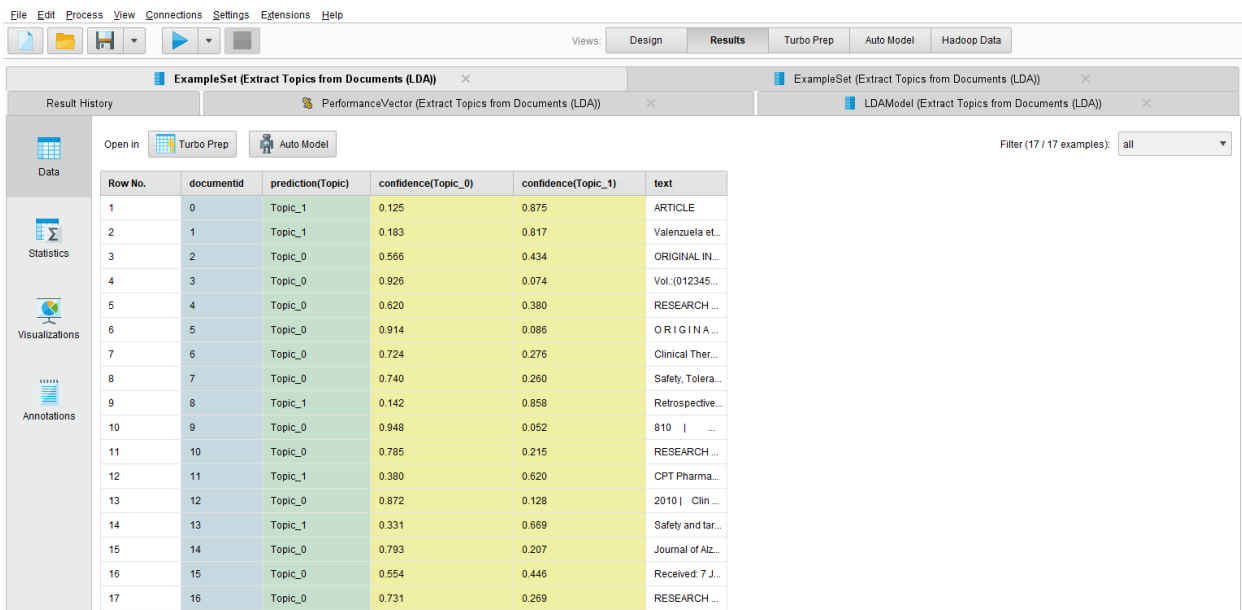 File Edit Process View Connections Settings Extensions Help
Views: Design Results Turbo Prep Auto Model Hadoop Data
ExampleSet (Extract Topics from Documents (LDA)) ExampleSet (Extract Topics from Documents (LDA))
Result History PerformanceVector (Extract Topics from Documents (LDA)) LDAModel (Extract Topics from Documents (LDA))
Data
Statistics
Visualizations
Annotations
Open in Turbo Prep Auto Model Filter (17 / 17 examples): all
Row No. documentid prediction(Topic) confidence(Topic_0) confidence(Topic_1) text
1 0 Topic_1 0.125 0.875 ARTICLE
2 1 Topic_1 0.183 0.817 Valenzuela et...
3 2 Topic_0 0.566 0.434 ORIGINAL IN...
4 3 Topic_0 0.926 0.074 Vol.:(012345...
5 4 Topic_0 0.620 0.380 RESEARCH ...
6 5 Topic_0 0.914 0.086 O R I G I N A...
7 6 Topic_0 0.724 0.276 Clinical Ther...
8 7 Topic_0 0.740 0.260 Safety, Tolera...
9 8 Topic_1 0.142 0.858 Retrospective...
10 9 Topic_0 0.948 0.052 810 | ...
11 10 Topic_0 0.785 0.215 RESEARCH ...
12 11 Topic_1 0.380 0.620 CPT Pharma...
13 12 Topic_0 0.872 0.128 2010 | Clin ...
14 13 Topic_1 0.331 0.669 Safety and tar...
15 14 Topic_0 0.793 0.207 Journal of Alz...
16 15 Topic_0 0.554 0.446 Received: 7 J...
17 16 Topic_0 0.731 0.269 RESEARCH ...